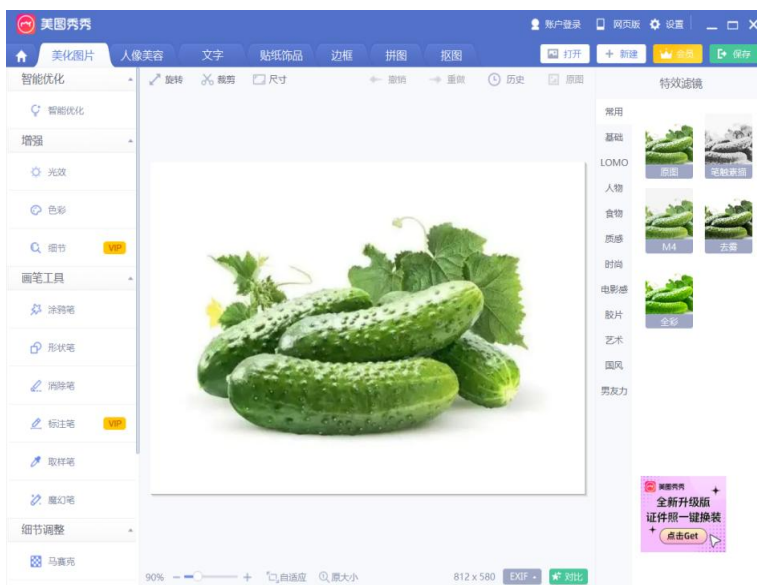 美图秀秀
账户登录 网页版 设置
美化图片 人像美容 文字 贴纸饰品 边框 拼图 抠图 打开 新建 会员 保存
智能优化
旋转 裁剪 尺寸 撤销 重做 历史 原图
特效滤镜
智能优化
增强
光效
色彩
细节 VIP
画笔工具
涂鸦笔
形状笔
消除笔
标注笔 VIP
取样笔
魔幻笔
细节调整
马赛克
常用
基础
LOMO
人物
食物
质感
时尚
电影感
胶片
艺术
国风
男友力
原图 笔触素描
M4 去雾
全彩
美图秀秀
全新升级版
证件照一键换装
点击Get
90% 自适应 原大小 812 x 580 EXIF 对比